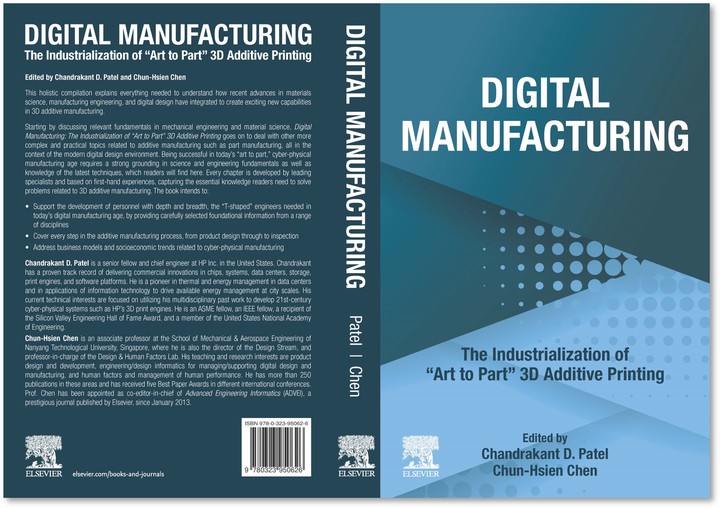 DIGITAL MANUFACTURING
The Industrialization of “Art to Part” 3D Additive Printing
Edited by Chandrakant D. Patel and Chun-Hsien Chen
This holistic compilation explains everything needed to understand how recent advances in materials
science, manufacturing engineering, and digital design have integrated to create exciting new capabilities
in 3D additive manufacturing.
Starting by discussing relevant fundamentals in mechanical engineering and material science, Digital
Manufacturing: The Industrialization of “Art to Part” 3D Additive Printing goes on to deal with other more
complex and practical topics related to additive manufacturing such as part manufacturing, all in the
context of the modern digital design environment. Being successful in today’s “art to part,” cyber-physical
manufacturing age requires a strong grounding in science and engineering fundamentals as well as
knowledge of the latest techniques, which readers will find here. Every chapter is developed by leading
specialists and based on first-hand experiences, capturing the essential knowledge readers need to solve
problems related to 3D additive manufacturing. The book intends to:
• Support the development of personnel with depth and breadth, the “T-shaped” engineers needed in
today’s digital manufacturing age, by providing carefully selected foundational information from a range
of disciplines
• Cover every step in the additive manufacturing process, from product design through to inspection
• Address business models and socioeconomic trends related to cyber-physical manufacturing
Chandrakant D. Patel is a senior fellow and chief engineer at HP Inc. in the United States. Chandrakant
has a proven track record of delivering commercial innovations in chips, systems, data centers, storage,
print engines, and software platforms. He is a pioneer in thermal and energy management in data centers
and in applications of information technology to drive available energy management at city scales. His
current technical interests are focused on utilizing his multidisciplinary past work to develop 21st-century
cyber-physical systems such as HP’s 3D print engines. He is an ASME fellow, an IEEE fellow, a recipient of
the Silicon Valley Engineering Hall of Fame Award, and a member of the United States National Academy
of Engineering.
Chun-Hsien Chen is an associate professor at the School of Mechanical & Aerospace Engineering of
Nanyang Technological University, Singapore, where he is also the director of the Design Stream, and
professor-in-charge of the Design & Human Factors Lab. His teaching and research interests are product
design and development, engineering/design informatics for managing/supporting digital design and
manufacturing, and human factors and management of human performance. He has more than 250
publications in these areas and has received five Best Paper Awards in different international conferences.
Prof. Chen has been appointed as co-editor-in-chief of Advanced Engineering Informatics (ADVEI), a
prestigious journal published by Elsevier, since January 2013.
ELSEVIER
elsevier.com/books-and-journals
ISBN 978-0-323-95062-6
9 780323 950626
DIGITAL MANUFACTURING
Patel | Chen
ELSEVIER
DIGITAL
MANUFACTURING
The Industrialization of
“Art to Part” 3D Additive Printing
Edited by
Chandrakant D. Patel
Chun-Hsien Chen
ELSEVIER